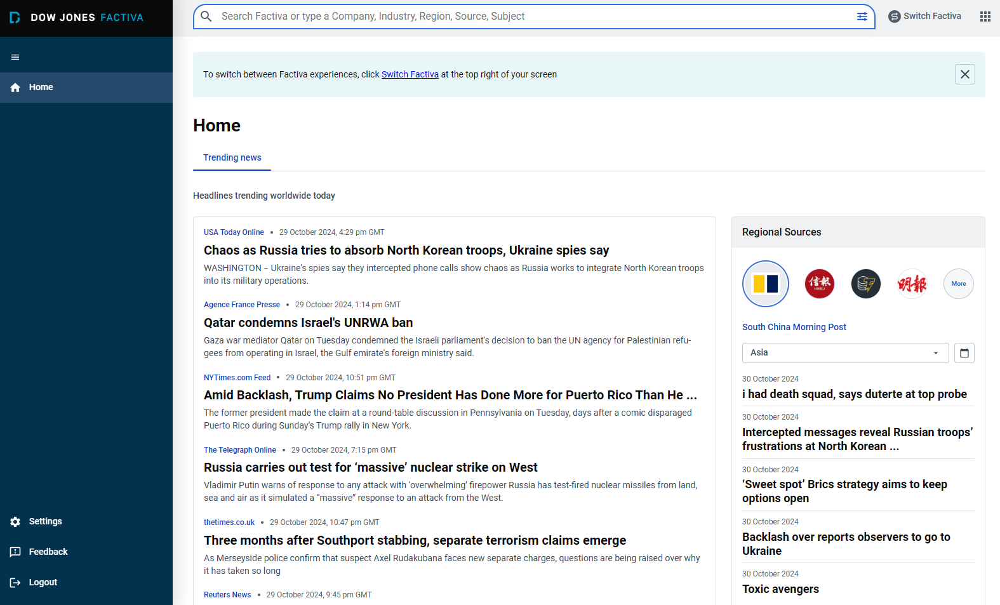 DOW JONES FACTIVA
Search Factiva or type a Company, Industry, Region, Source, Subject
Switch Factiva
Home
To switch between Factiva experiences, click Switch Factiva at the top right of your screen
Home
Trending news
Headlines trending worldwide today
USA Today Online • 29 October 2024, 4:29 pm GMT
Chaos as Russia tries to absorb North Korean troops, Ukraine spies say
WASHINGTON – Ukraine's spies say they intercepted phone calls show chaos as Russia works to integrate North Korean troops
into its military operations.
Agence France Presse • 29 October 2024, 1:14 pm GMT
Qatar condemns Israel's UNRWA ban
Gaza war mediator Qatar on Tuesday condemned the Israeli parliament's decision to ban the UN agency for Palestinian refu-
gees from operating in Israel, the Gulf emirate's foreign ministry said.
NYTimes.com Feed • 29 October 2024, 10:51 pm GMT
Amid Backlash, Trump Claims No President Has Done More for Puerto Rico Than He ...
The former president made the claim at a round-table discussion in Pennsylvania on Tuesday, days after a comic disparaged
Puerto Rico during Sunday’s Trump rally in New York.
The Telegraph Online • 29 October 2024, 7:15 pm GMT
Russia carries out test for ‘massive’ nuclear strike on West
Vladimir Putin warns of response to any attack with ‘overwhelming’ firepower Russia has test-fired nuclear missiles from land,
sea and air as it simulated a “massive” response to an attack from the West.
thetimes.co.uk • 29 October 2024, 10:47 pm GMT
Three months after Southport stabbing, separate terrorism claims emerge
As Merseyside police confirm that suspect Axel Rudakubana faces new separate charges, questions are being raised over why
it has taken so long
Reuters News • 29 October 2024, 9:45 pm GMT
Regional Sources
信報
HKEJ
明報
More
South China Morning Post
Asia
30 October 2024
i had death squad, says duterte at top probe
30 October 2024
Intercepted messages reveal Russian troops’
frustrations at North Korean ...
30 October 2024
‘Sweet spot’ Brics strategy aims to keep
options open
30 October 2024
Backlash over reports observers to go to
Ukraine
30 October 2024
Toxic avengers
Settings
Feedback
Logout